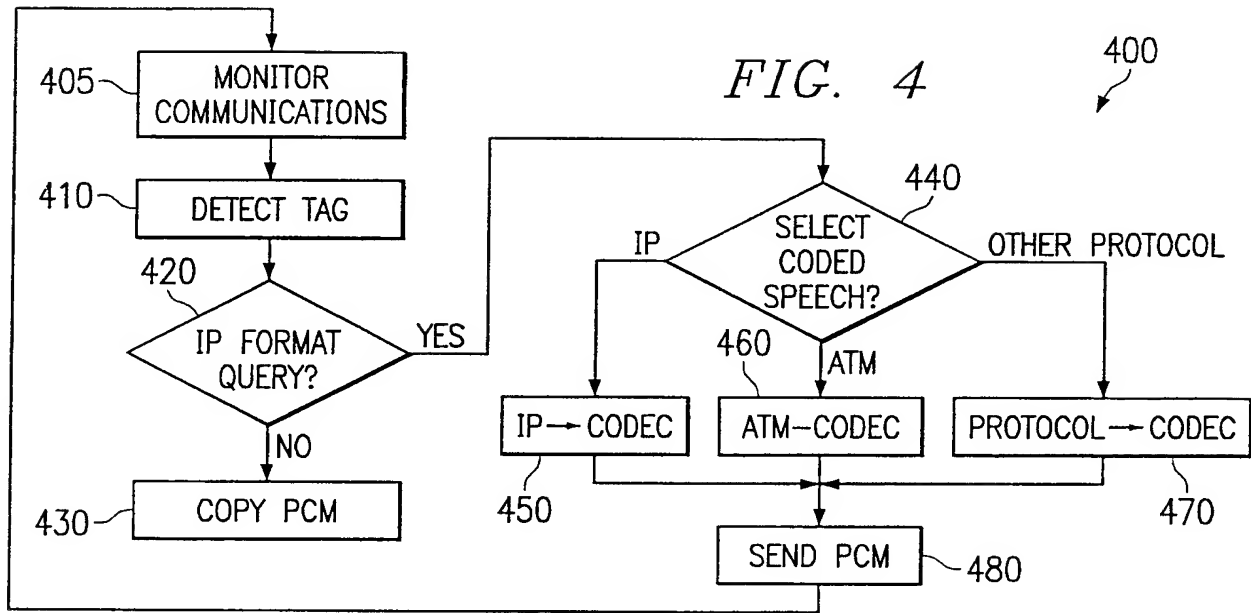 FIG. 4
400
405
MONITOR
COMMUNICATIONS
410
DETECT TAG
420
IP FORMAT
QUERY?
YES
NO
430
COPY PCM
440
SELECT
CODED
SPEECH?
IP
OTHER PROTOCOL
ATM
460
IP → CODEC
450
ATM-CODEC
PROTOCOL → CODEC
470
SEND PCM
480